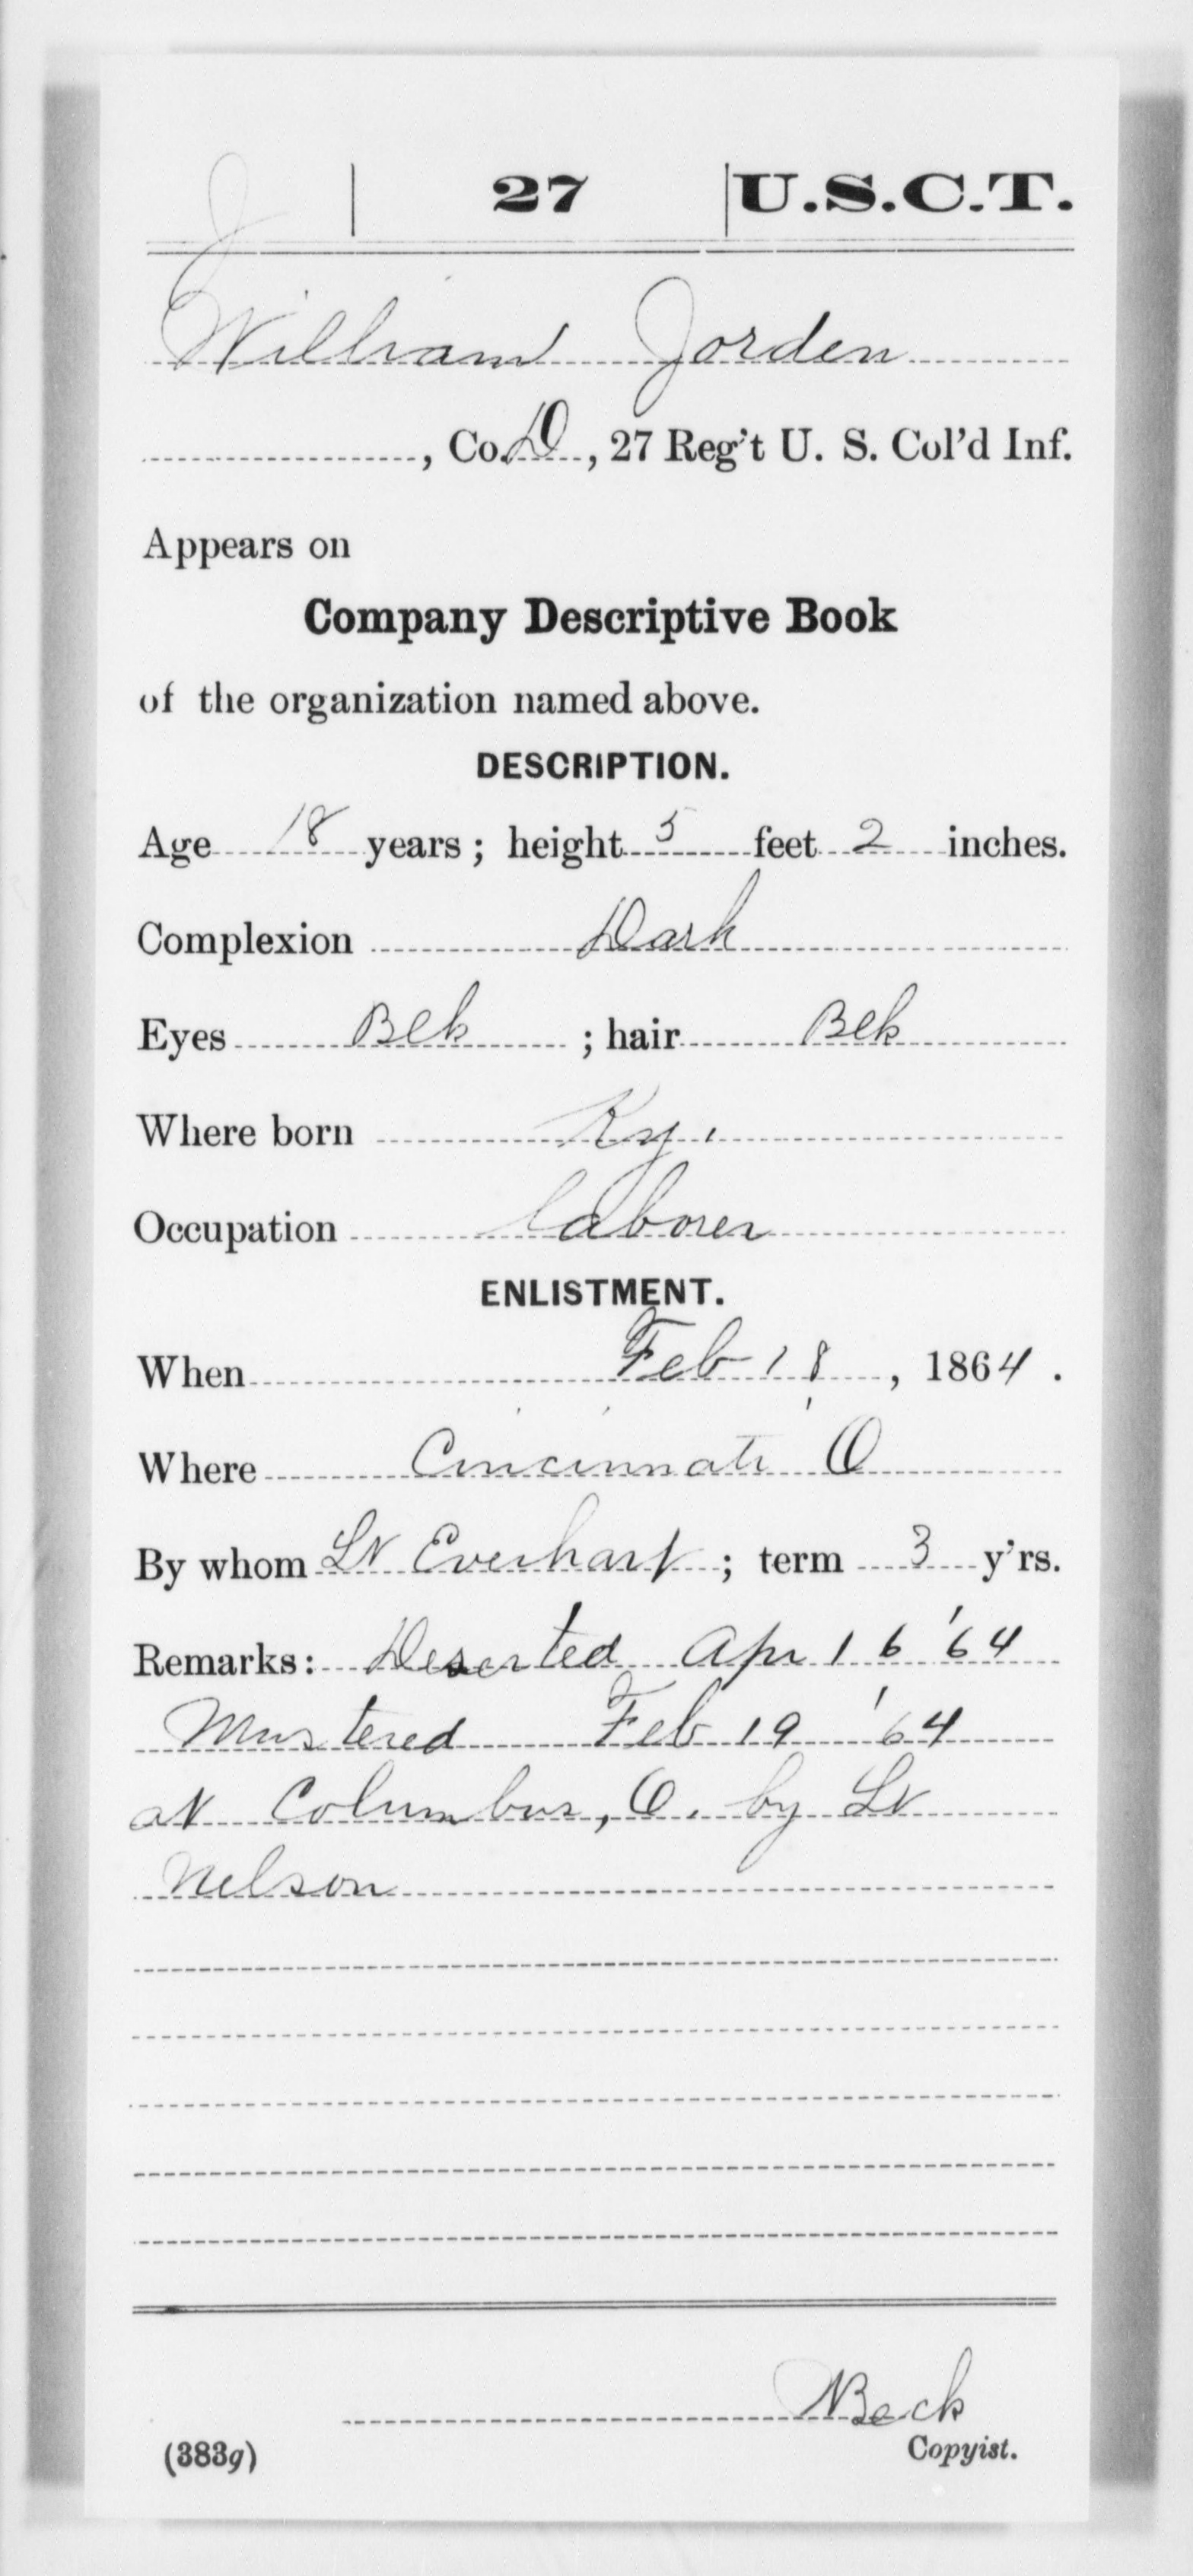 J | 27 | U.S.C.T.
William Jorden
, Co. D, 27 Reg't U. S. Col'd Inf.
Appears on
Company Descriptive Book
of the organization named above.
DESCRIPTION.
Age 18 years; height 5 feet 2 inches.
Complexion Dark
Eyes Blk ; hair Blk
Where born Ky.
Occupation laborer
ENLISTMENT.
When Feb 18, 1864.
Where Cincinnati O
By whom Lt Everhart; term 3 y'rs.
Remarks: Deserted Apr 16 '64
Mustered Feb 19 '64
at Columbus, O. by Lt
Nelson
Beck
(383g) Copyist.